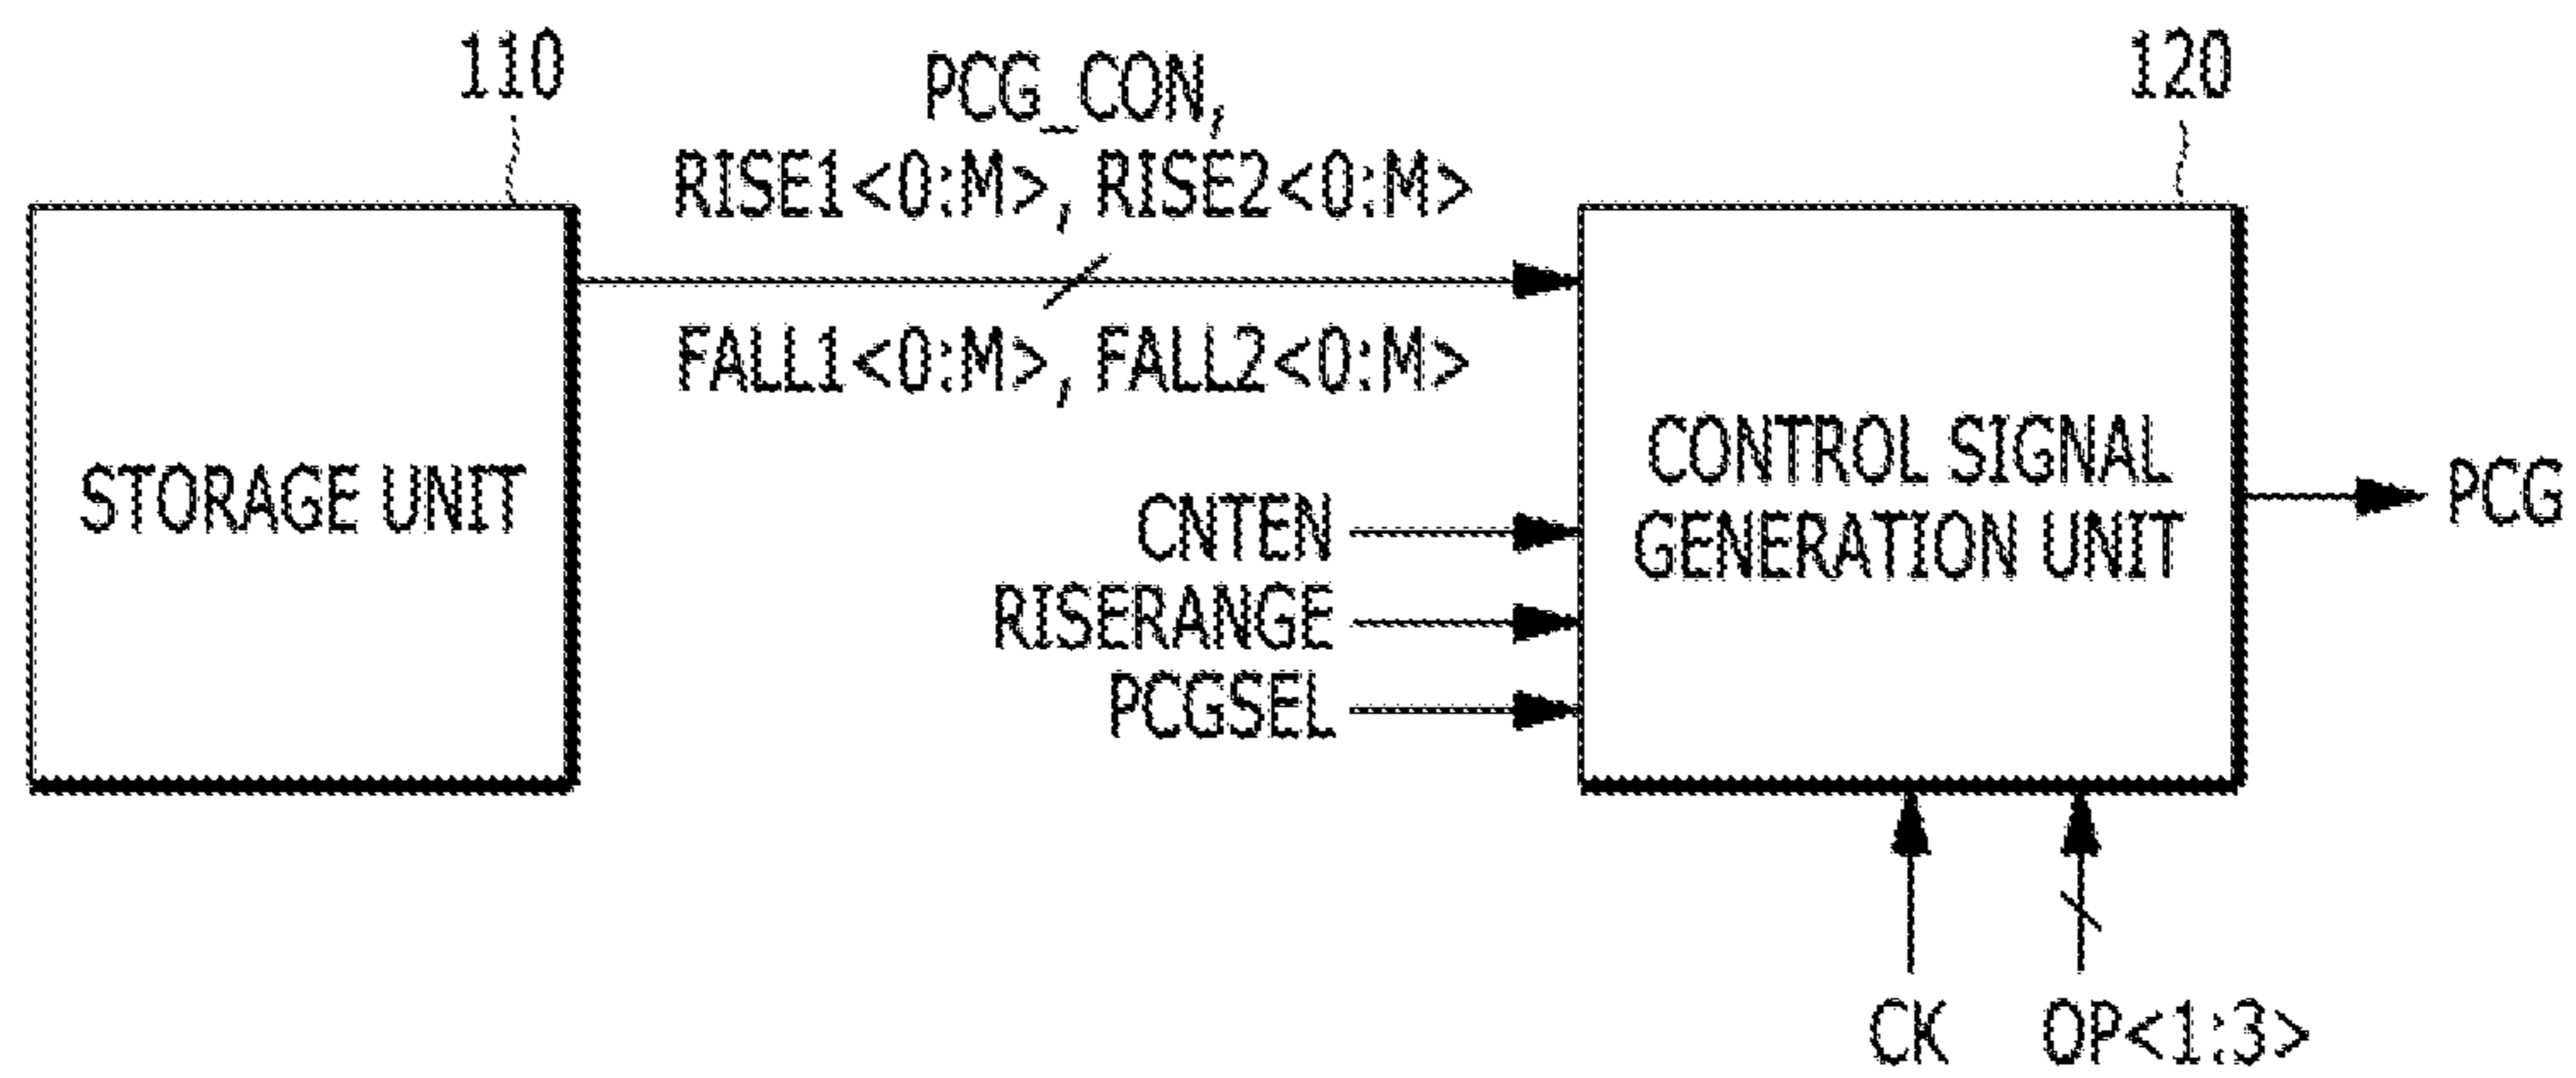 110
PCG_CON,
RISE1<0:M>, RISE2<0:M>
FALL1<0:M>, FALL2<0:M>
STORAGE UNIT
120
CONTROL SIGNAL
GENERATION UNIT
CNTEN
RISERANGE
PCGSEL
PCG
CK
OP<1:3>